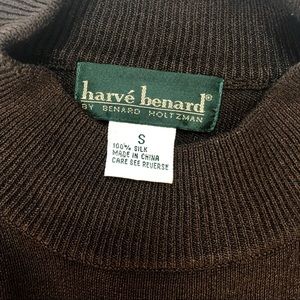 harvé benard®
BY BENARD HOLTZMAN
S
100% SILK
MADE IN CHINA
CARE SEE REVERSE